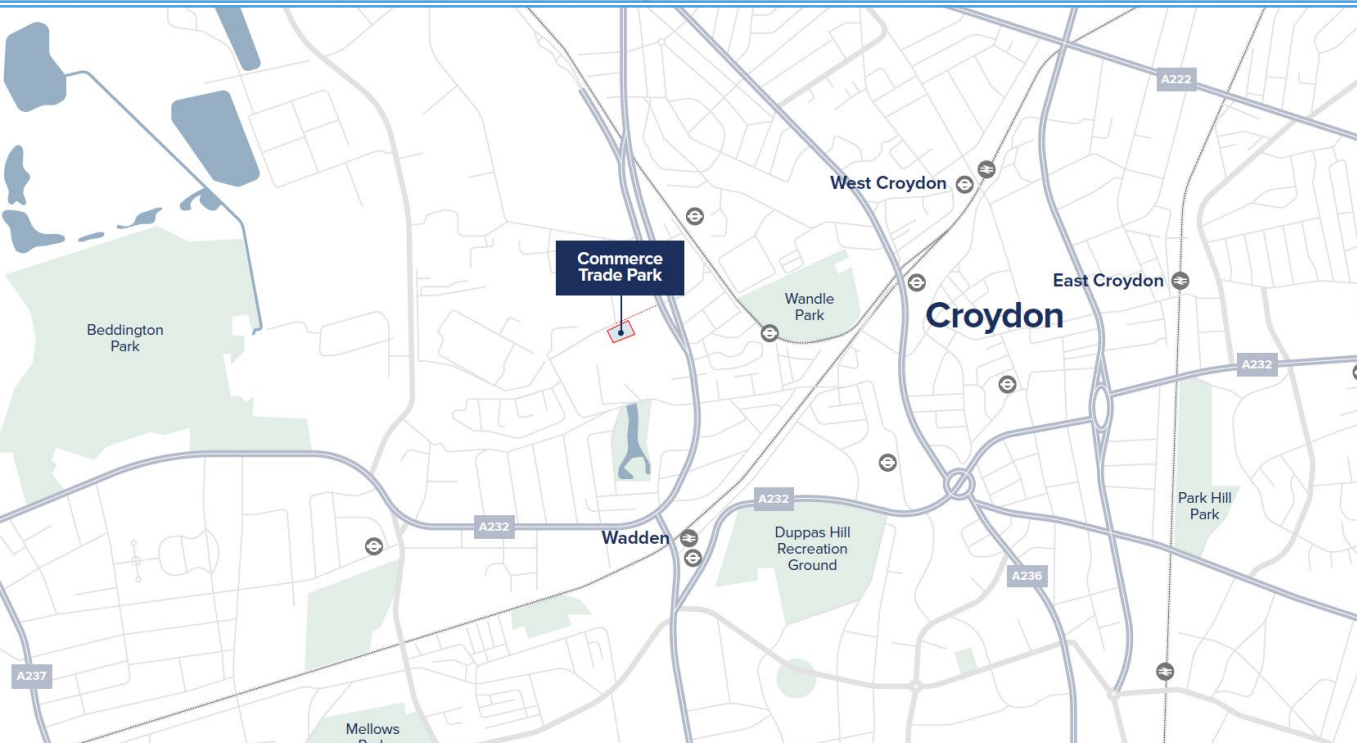 A222
West Croydon
Commerce
Trade Park
East Croydon
Wandle
Park
Croydon
Beddington
Park
A232
A232
A232
Park Hill
Park
Wadden
Duppas Hill
Recreation
Ground
A236
A237
Mellows